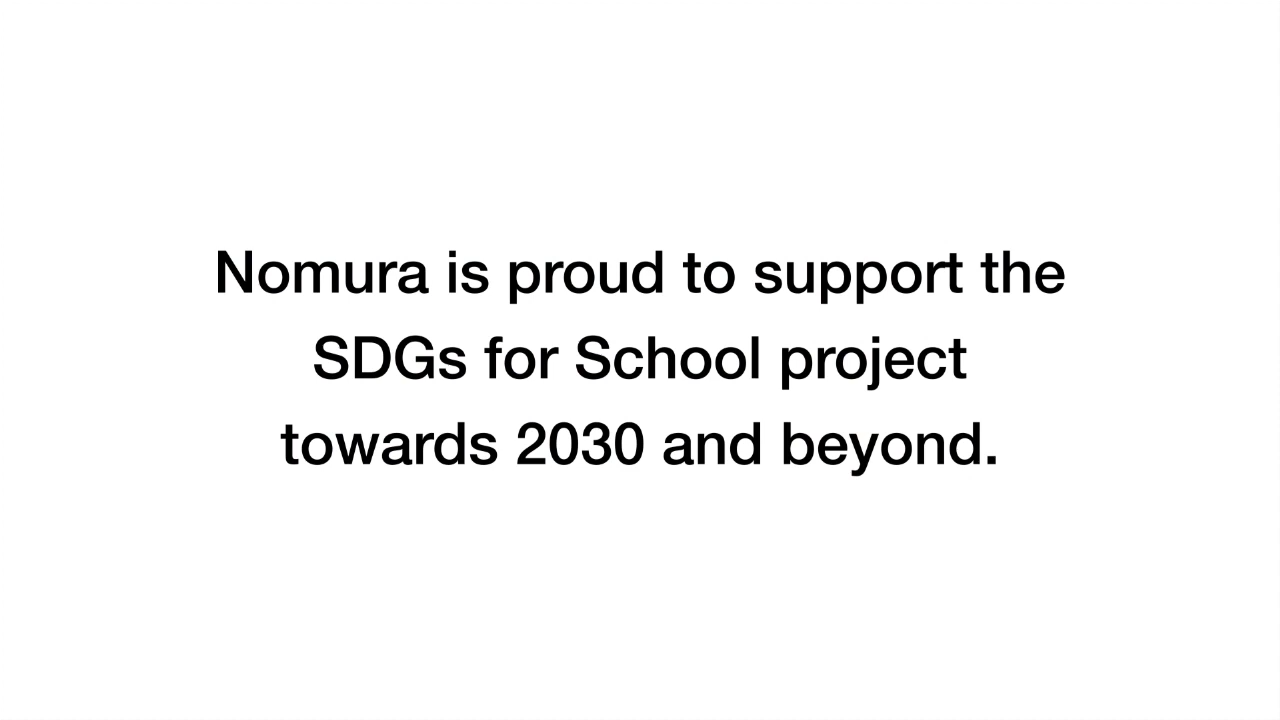 Nomura is proud to support the
SDGs for School project
towards 2030 and beyond.